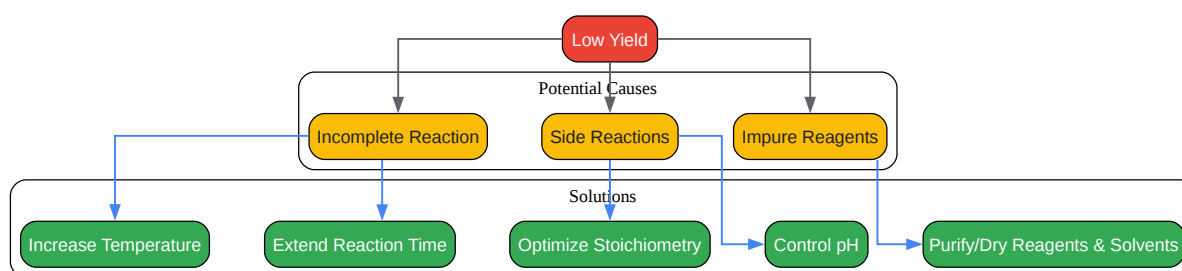 Low Yield
Potential Causes
Incomplete Reaction
Side Reactions
Impure Reagents
Solutions
Increase Temperature
Extend Reaction Time
Optimize Stoichiometry
Control pH
Purify/Dry Reagents & Solvents